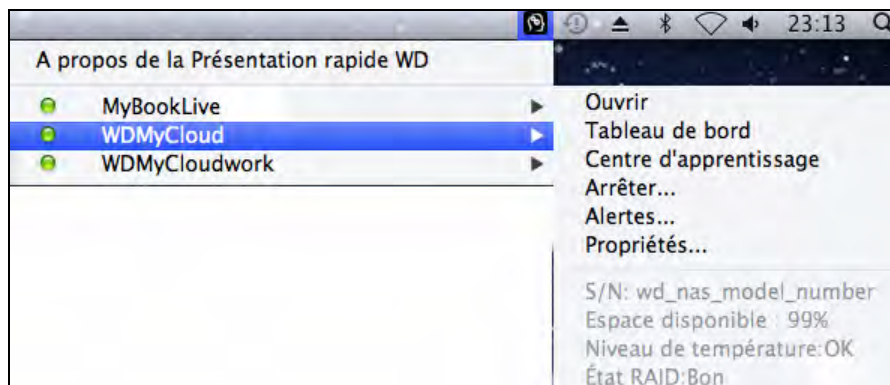 23:13
A propos de la Présentation rapide WD
MyBookLive
WDMyCloud
WDMyCloudwork
Ouvrir
Tableau de bord
Centre d'apprentissage
Arrêter...
Alertes...
Propriétés...
S/N: wd_nas_model_number
Espace disponible : 99%
Niveau de température:OK
État RAID:Bon